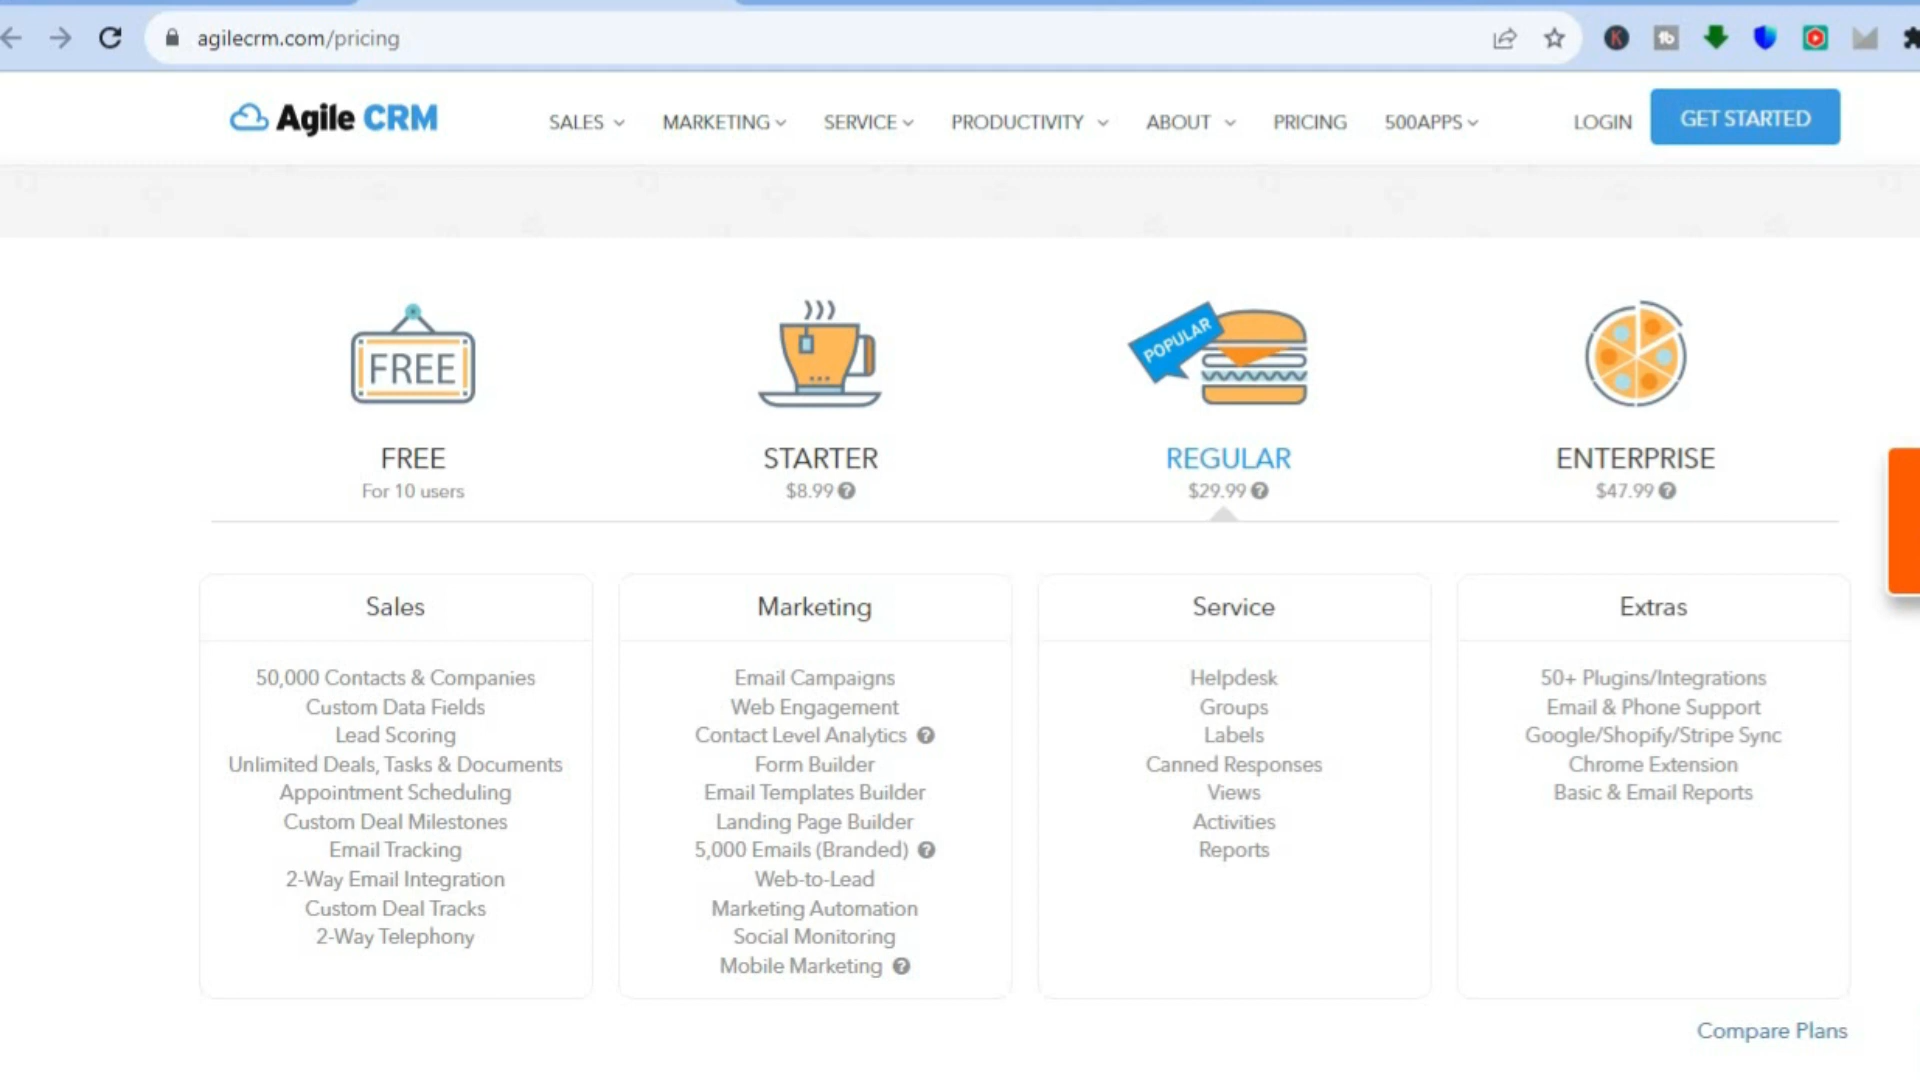 agilecrm.com/pricing
Agile CRM
SALES
MARKETING
SERVICE
PRODUCTIVITY
ABOUT
PRICING
500APPS
LOGIN
GET STARTED
FREE
POPULAR
FREE
For 10 users
STARTER
$8.99
REGULAR
$29.99
ENTERPRISE
$47.99
Sales
50,000 Contacts & Companies
Custom Data Fields
Lead Scoring
Unlimited Deals, Tasks & Documents
Appointment Scheduling
Custom Deal Milestones
Email Tracking
2-Way Email Integration
Custom Deal Tracks
2-Way Telephony
Marketing
Email Campaigns
Web Engagement
Contact Level Analytics
Form Builder
Email Templates Builder
Landing Page Builder
5,000 Emails (Branded)
Web-to-Lead
Marketing Automation
Social Monitoring
Mobile Marketing
Service
Helpdesk
Groups
Labels
Canned Responses
Views
Activities
Reports
Extras
50+ Plugins/Integrations
Email & Phone Support
Google/Shopify/Stripe Sync
Chrome Extension
Basic & Email Reports
Compare Plans